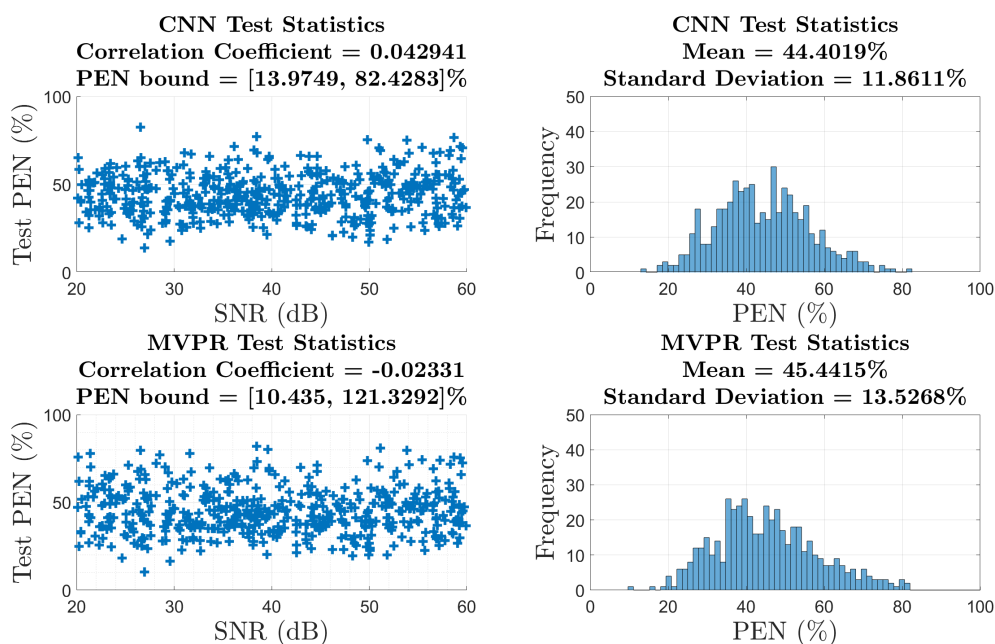 CNN Test Statistics
Correlation Coefficient = 0.042941
PEN bound = [13.9749, 82.4283]%
100
50
0
Test PEN (%)
20 30 40 50 60
SNR (dB)
CNN Test Statistics
Mean = 44.4019%
Standard Deviation = 11.8611%
50
40
30
20
10
0
Frequency
0 20 40 60 80 100
PEN (%)
MVPR Test Statistics
Correlation Coefficient = -0.02331
PEN bound = [10.435, 121.3292]%
100
50
0
Test PEN (%)
20 30 40 50 60
SNR (dB)
MVPR Test Statistics
Mean = 45.4415%
Standard Deviation = 13.5268%
50
40
30
20
10
0
Frequency
0 20 40 60 80 100
PEN (%)